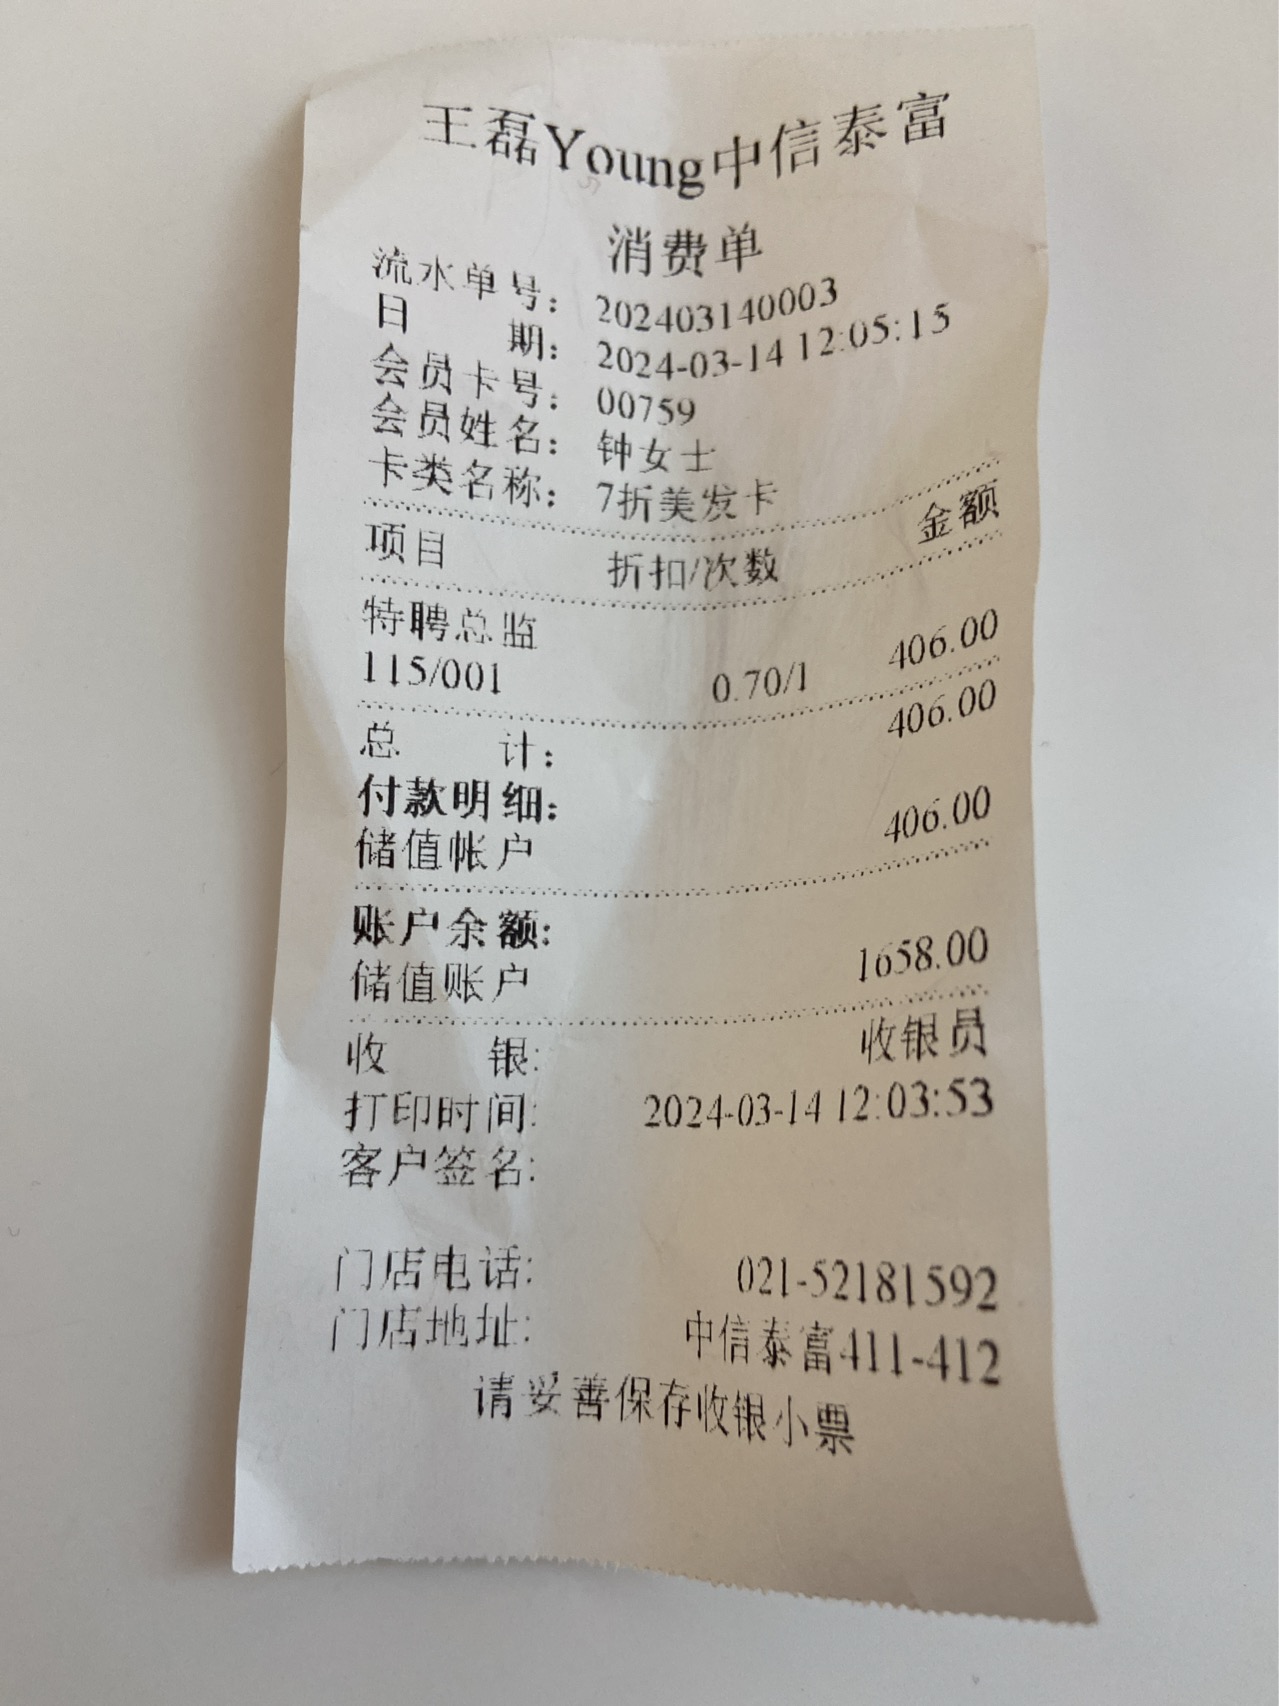 王磊Young中信泰富
消费单
流水单号： 202403140003
日 期： 2024-03-14 12:05:15
会员卡号： 00759
会员姓名： 钟女士
卡类名称： 7折美发卡
项目 折扣/次数 金额
特聘总监
115/001 0.70/1 406.00
总 计： 406.00
付款明细:
储值帐户 406.00
账户余额:
储值账户 1658.00
收 银: 收银员
打印时间: 2024-03-14 12:03:53
客户签名:
门店电话: 021-52181592
门店地址: 中信泰富411-412
请妥善保存收银小票